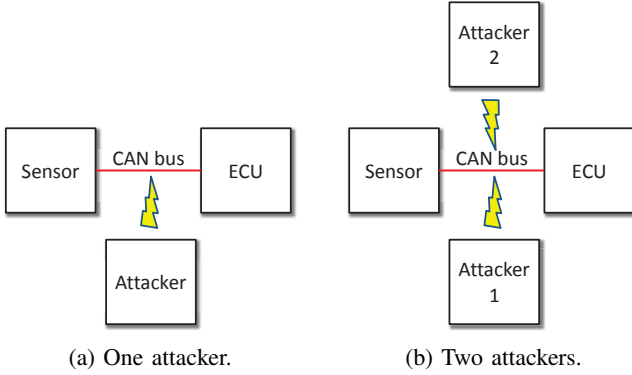 Sensor
CAN bus
ECU
Attacker
(a) One attacker.
Attacker
2
Sensor
CAN bus
ECU
Attacker
1
(b) Two attackers.